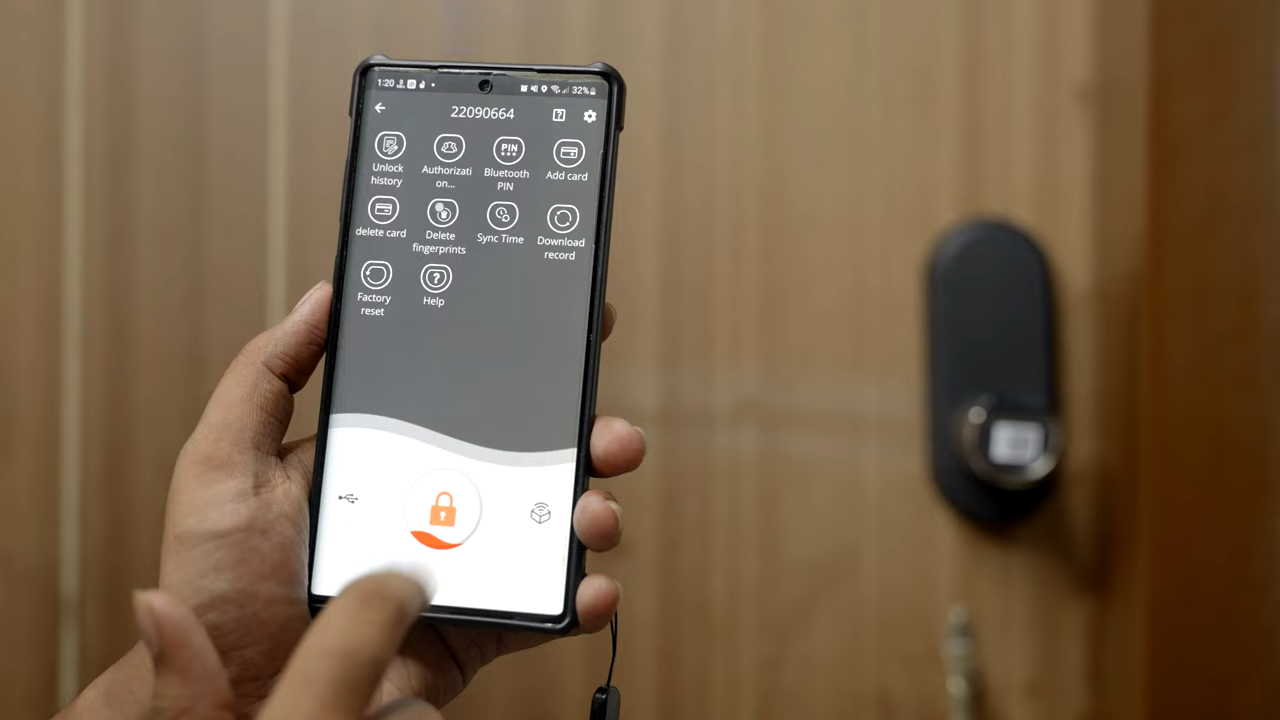 1:20 32%
22090664
PIN
Unlock history
Authorizati on...
Bluetooth PIN
Add card
delete card
Delete fingerprints
Sync Time
Download record
Factory reset
Help